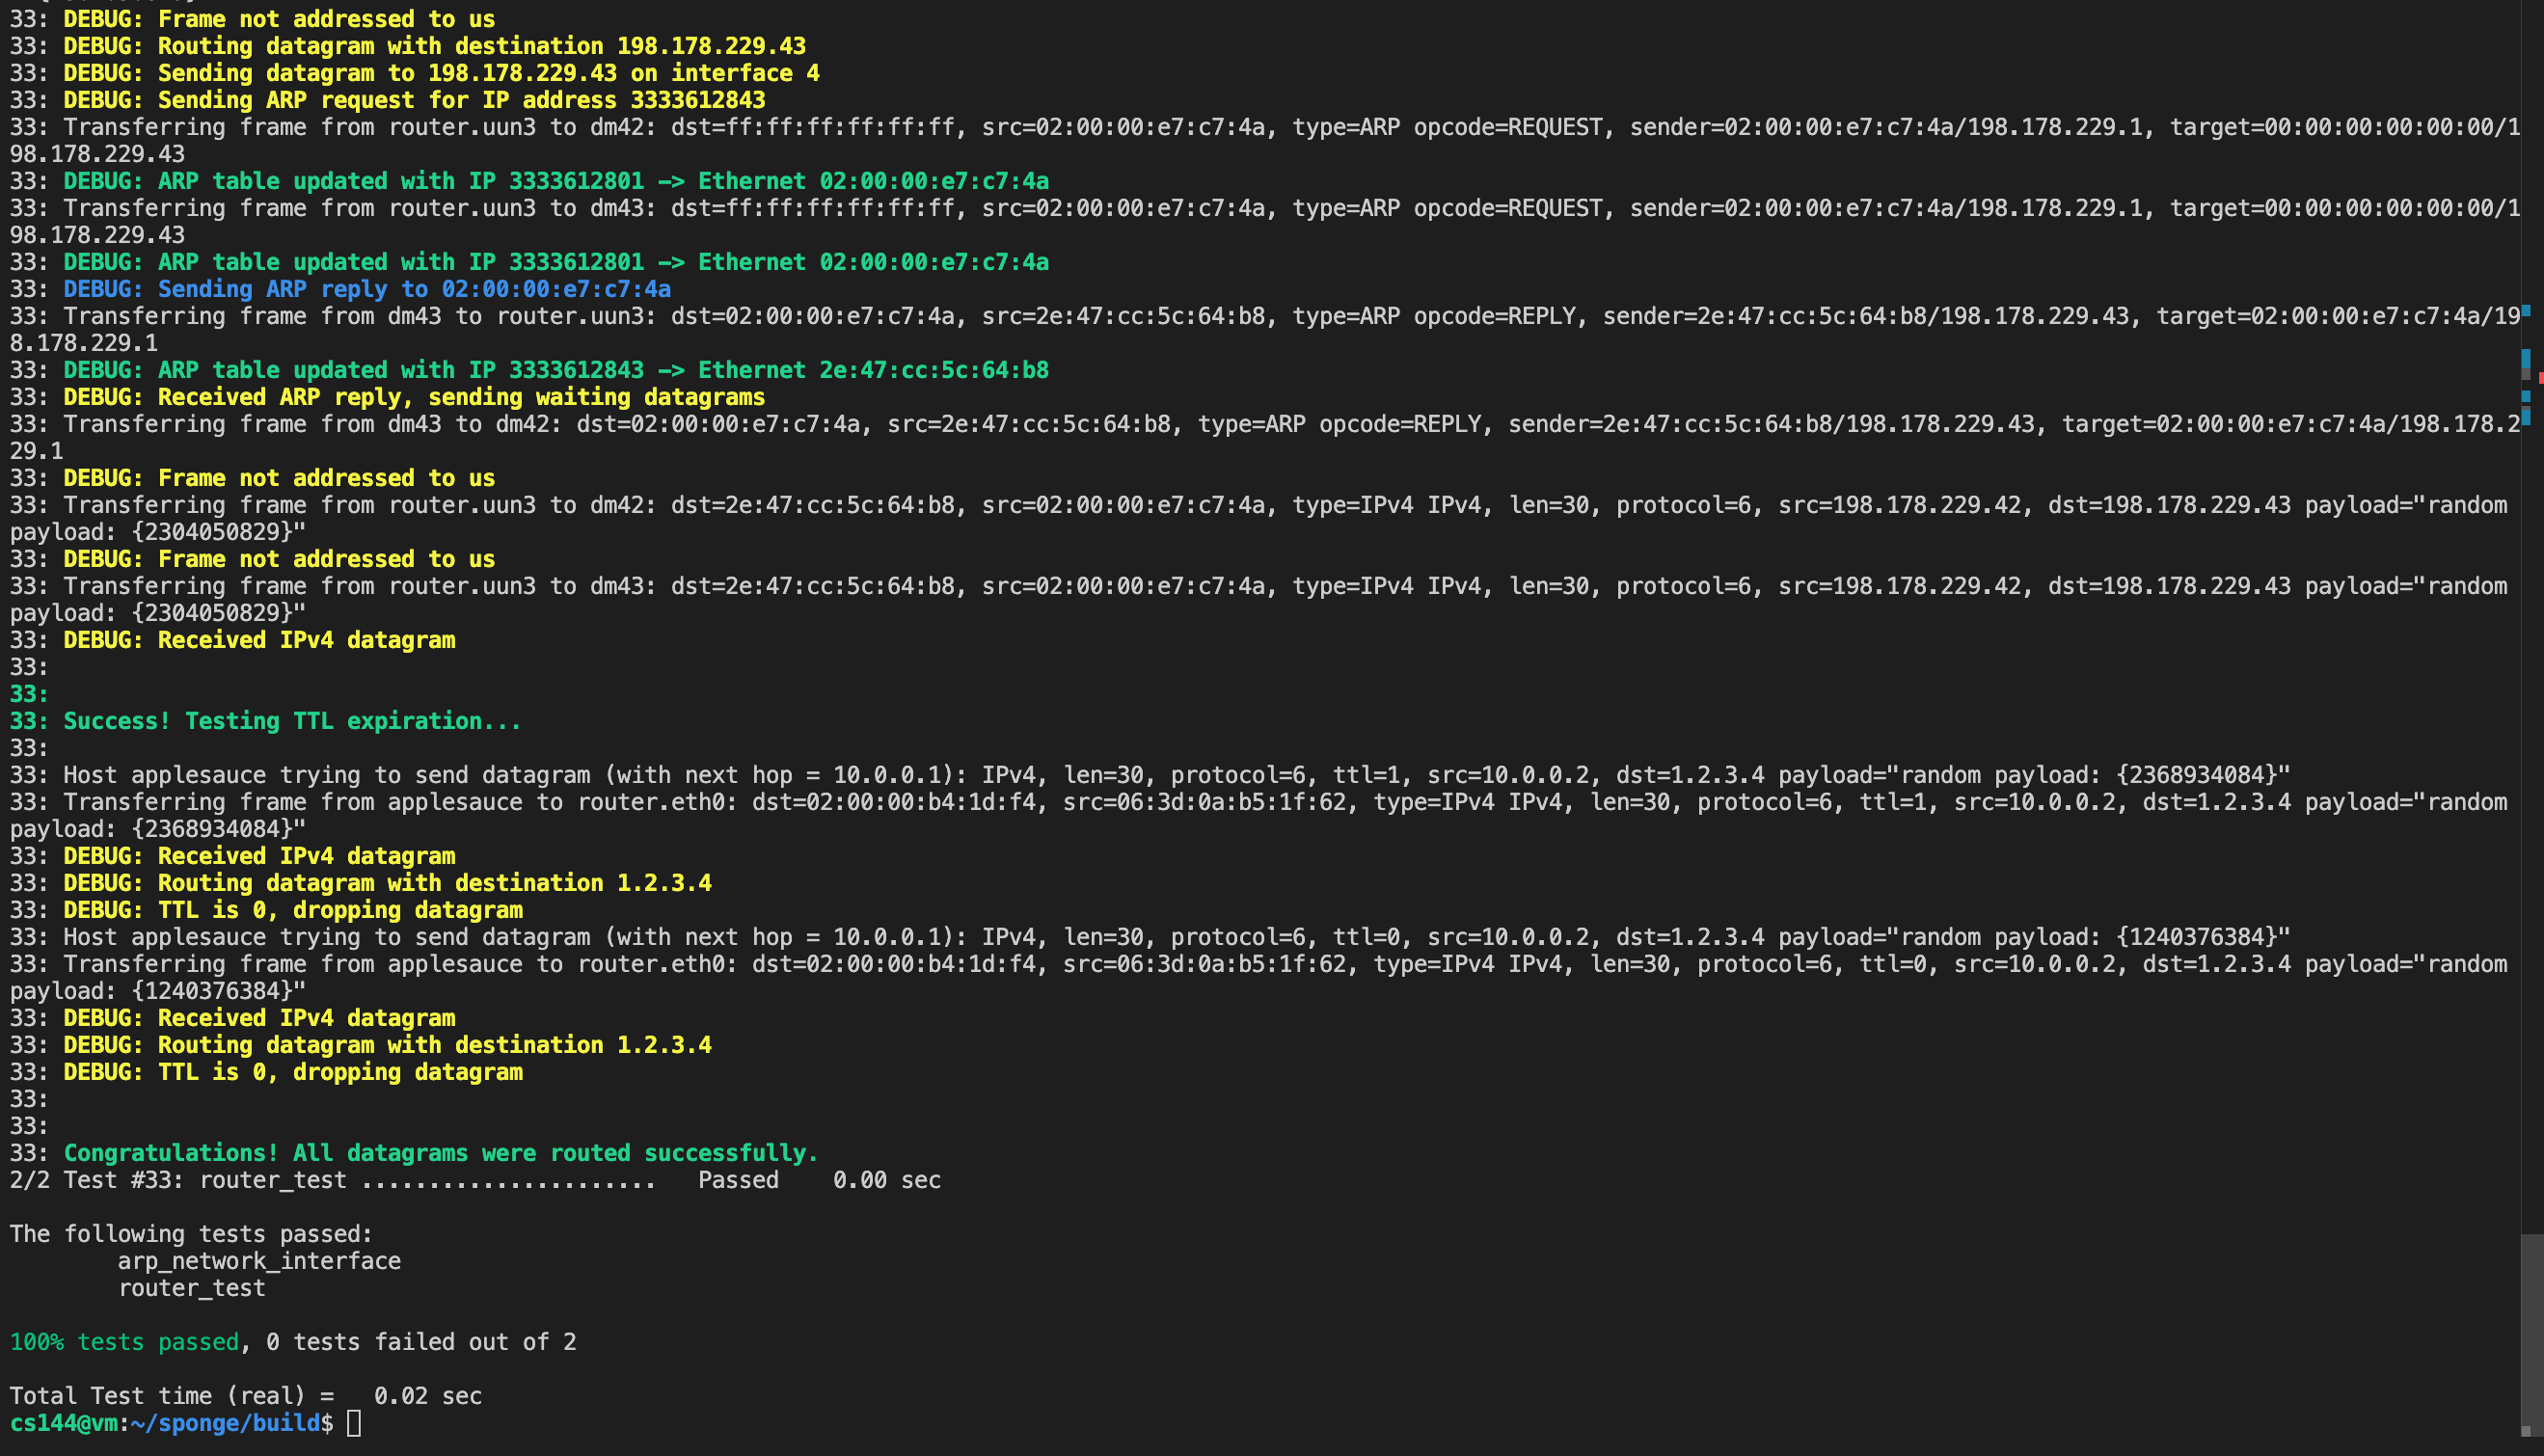 33: DEBUG: Frame not addressed to us
33: DEBUG: Routing datagram with destination 198.178.229.43
33: DEBUG: Sending datagram to 198.178.229.43 on interface 4
33: DEBUG: Sending ARP request for IP address 3333612843
33: Transferring frame from router.uun3 to dm42: dst=ff:ff:ff:ff:ff:ff, src=02:00:00:e7:c7:4a, type=ARP opcode=REQUEST, sender=02:00:00:e7:c7:4a/198.178.229.1, target=00:00:00:00:00:00/1
98.178.229.43
33: DEBUG: ARP table updated with IP 3333612801 -> Ethernet 02:00:00:e7:c7:4a
33: Transferring frame from router.uun3 to dm43: dst=ff:ff:ff:ff:ff:ff, src=02:00:00:e7:c7:4a, type=ARP opcode=REQUEST, sender=02:00:00:e7:c7:4a/198.178.229.1, target=00:00:00:00:00:00/1
98.178.229.43
33: DEBUG: ARP table updated with IP 3333612801 -> Ethernet 02:00:00:e7:c7:4a
33: DEBUG: Sending ARP reply to 02:00:00:e7:c7:4a
33: Transferring frame from dm43 to router.uun3: dst=02:00:00:e7:c7:4a, src=2e:47:cc:5c:64:b8, type=ARP opcode=REPLY, sender=2e:47:cc:5c:64:b8/198.178.229.43, target=02:00:00:e7:c7:4a/19
8.178.229.1
33: DEBUG: ARP table updated with IP 3333612843 -> Ethernet 2e:47:cc:5c:64:b8
33: DEBUG: Received ARP reply, sending waiting datagrams
33: Transferring frame from dm43 to dm42: dst=02:00:00:e7:c7:4a, src=2e:47:cc:5c:64:b8, type=ARP opcode=REPLY, sender=2e:47:cc:5c:64:b8/198.178.229.43, target=02:00:00:e7:c7:4a/198.178.2
29.1
33: DEBUG: Frame not addressed to us
33: Transferring frame from router.uun3 to dm42: dst=2e:47:cc:5c:64:b8, src=02:00:00:e7:c7:4a, type=IPv4 IPv4, len=30, protocol=6, src=198.178.229.42, dst=198.178.229.43 payload="random
payload: {2304050829}"
33: DEBUG: Frame not addressed to us
33: Transferring frame from router.uun3 to dm43: dst=2e:47:cc:5c:64:b8, src=02:00:00:e7:c7:4a, type=IPv4 IPv4, len=30, protocol=6, src=198.178.229.42, dst=198.178.229.43 payload="random
payload: {2304050829}"
33: DEBUG: Received IPv4 datagram
33:
33:
33: Success! Testing TTL expiration...
33:
33: Host applesauce trying to send datagram (with next hop = 10.0.0.1): IPv4, len=30, protocol=6, ttl=1, src=10.0.0.2, dst=1.2.3.4 payload="random payload: {2368934084}"
33: Transferring frame from applesauce to router.eth0: dst=02:00:00:b4:1d:f4, src=06:3d:0a:b5:1f:62, type=IPv4 IPv4, len=30, protocol=6, ttl=1, src=10.0.0.2, dst=1.2.3.4 payload="random
payload: {2368934084}"
33: DEBUG: Received IPv4 datagram
33: DEBUG: Routing datagram with destination 1.2.3.4
33: DEBUG: TTL is 0, dropping datagram
33: Host applesauce trying to send datagram (with next hop = 10.0.0.1): IPv4, len=30, protocol=6, ttl=0, src=10.0.0.2, dst=1.2.3.4 payload="random payload: {1240376384}"
33: Transferring frame from applesauce to router.eth0: dst=02:00:00:b4:1d:f4, src=06:3d:0a:b5:1f:62, type=IPv4 IPv4, len=30, protocol=6, ttl=0, src=10.0.0.2, dst=1.2.3.4 payload="random
payload: {1240376384}"
33: DEBUG: Received IPv4 datagram
33: DEBUG: Routing datagram with destination 1.2.3.4
33: DEBUG: TTL is 0, dropping datagram
33:
33:
33: Congratulations! All datagrams were routed successfully.
2/2 Test #33: router_test ......................   Passed    0.00 sec
The following tests passed:
arp_network_interface
router_test
100% tests passed, 0 tests failed out of 2
Total Test time (real) =   0.02 sec
cs144@vm:~/sponge/build$